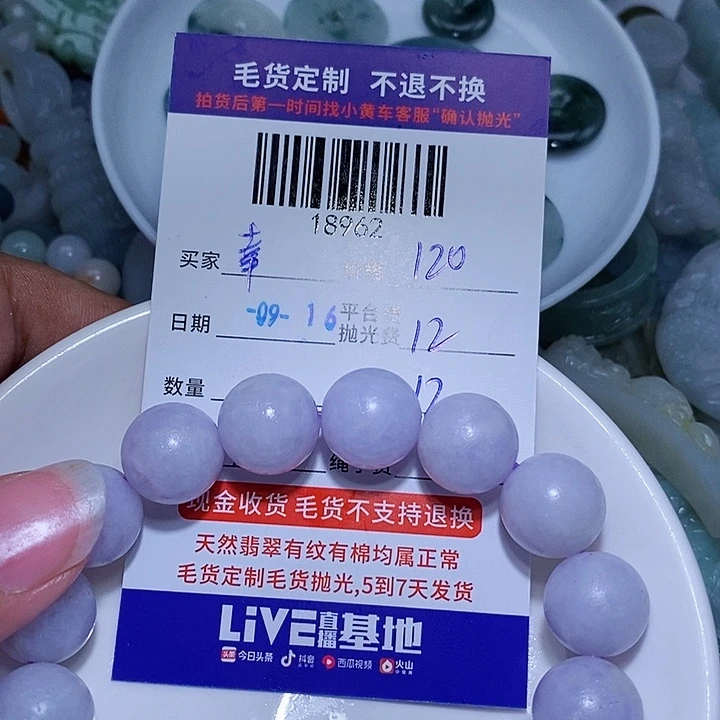 毛货定制 不退不换
拍货后第一时间找小黄车客服“确认抛光”
18962
买家 幸 价格 120
日期 -09- 16 平台费
抛光费 12
数量 12
现金收货 毛货不支持退换
天然翡翠有纹有棉均属正常
毛货定制毛货抛光,5到7天发货
LiVE直播基地
头条 今日头条 抖音 西瓜视频 火山